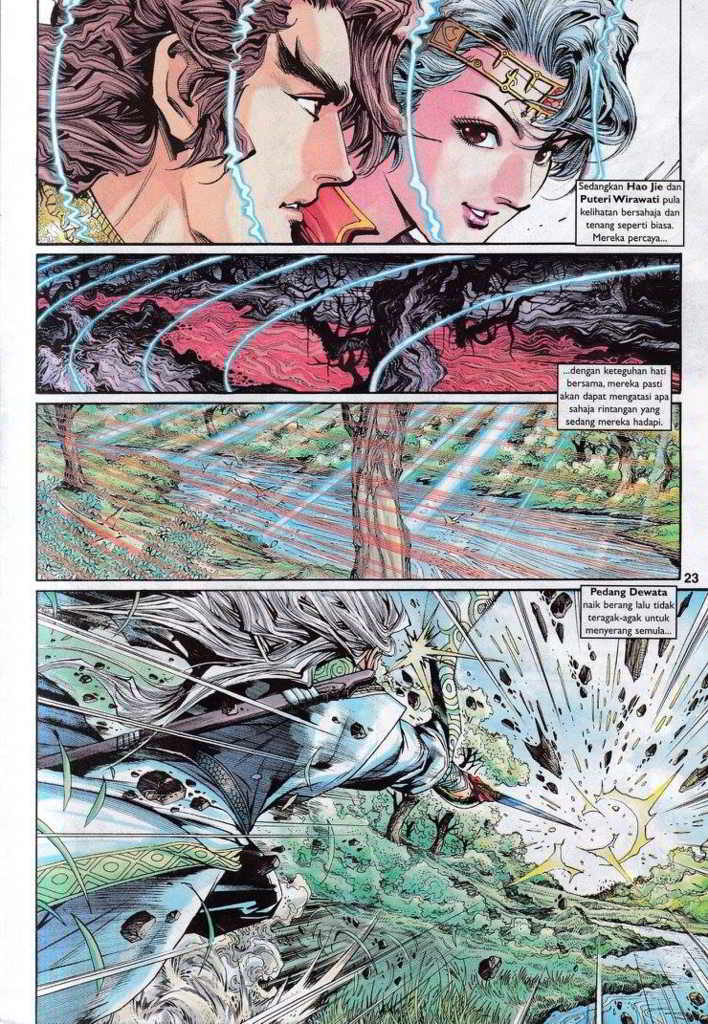 Sedangkan Hao Jie dan
Puteri Wirawati pula
kelihatan bersahaja dan
tenang seperti biasa.
Mereka percaya...
...dengan keteguhan hati
bersama, mereka pasti
akan dapat mengatasi apa
sahaja rintangan yang
sedang mereka hadapi.
23
Pedang Dewata
naik berang lalu tidak
teragak-agak untuk
menyerang semula...